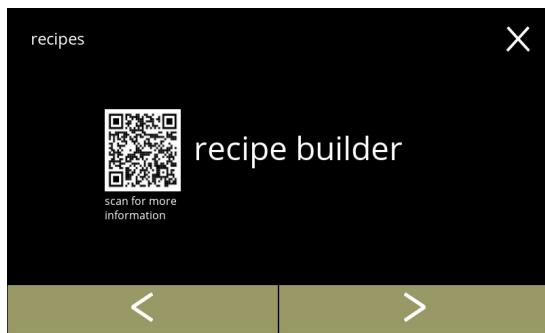 recipes
recipe builder
scan for more
information